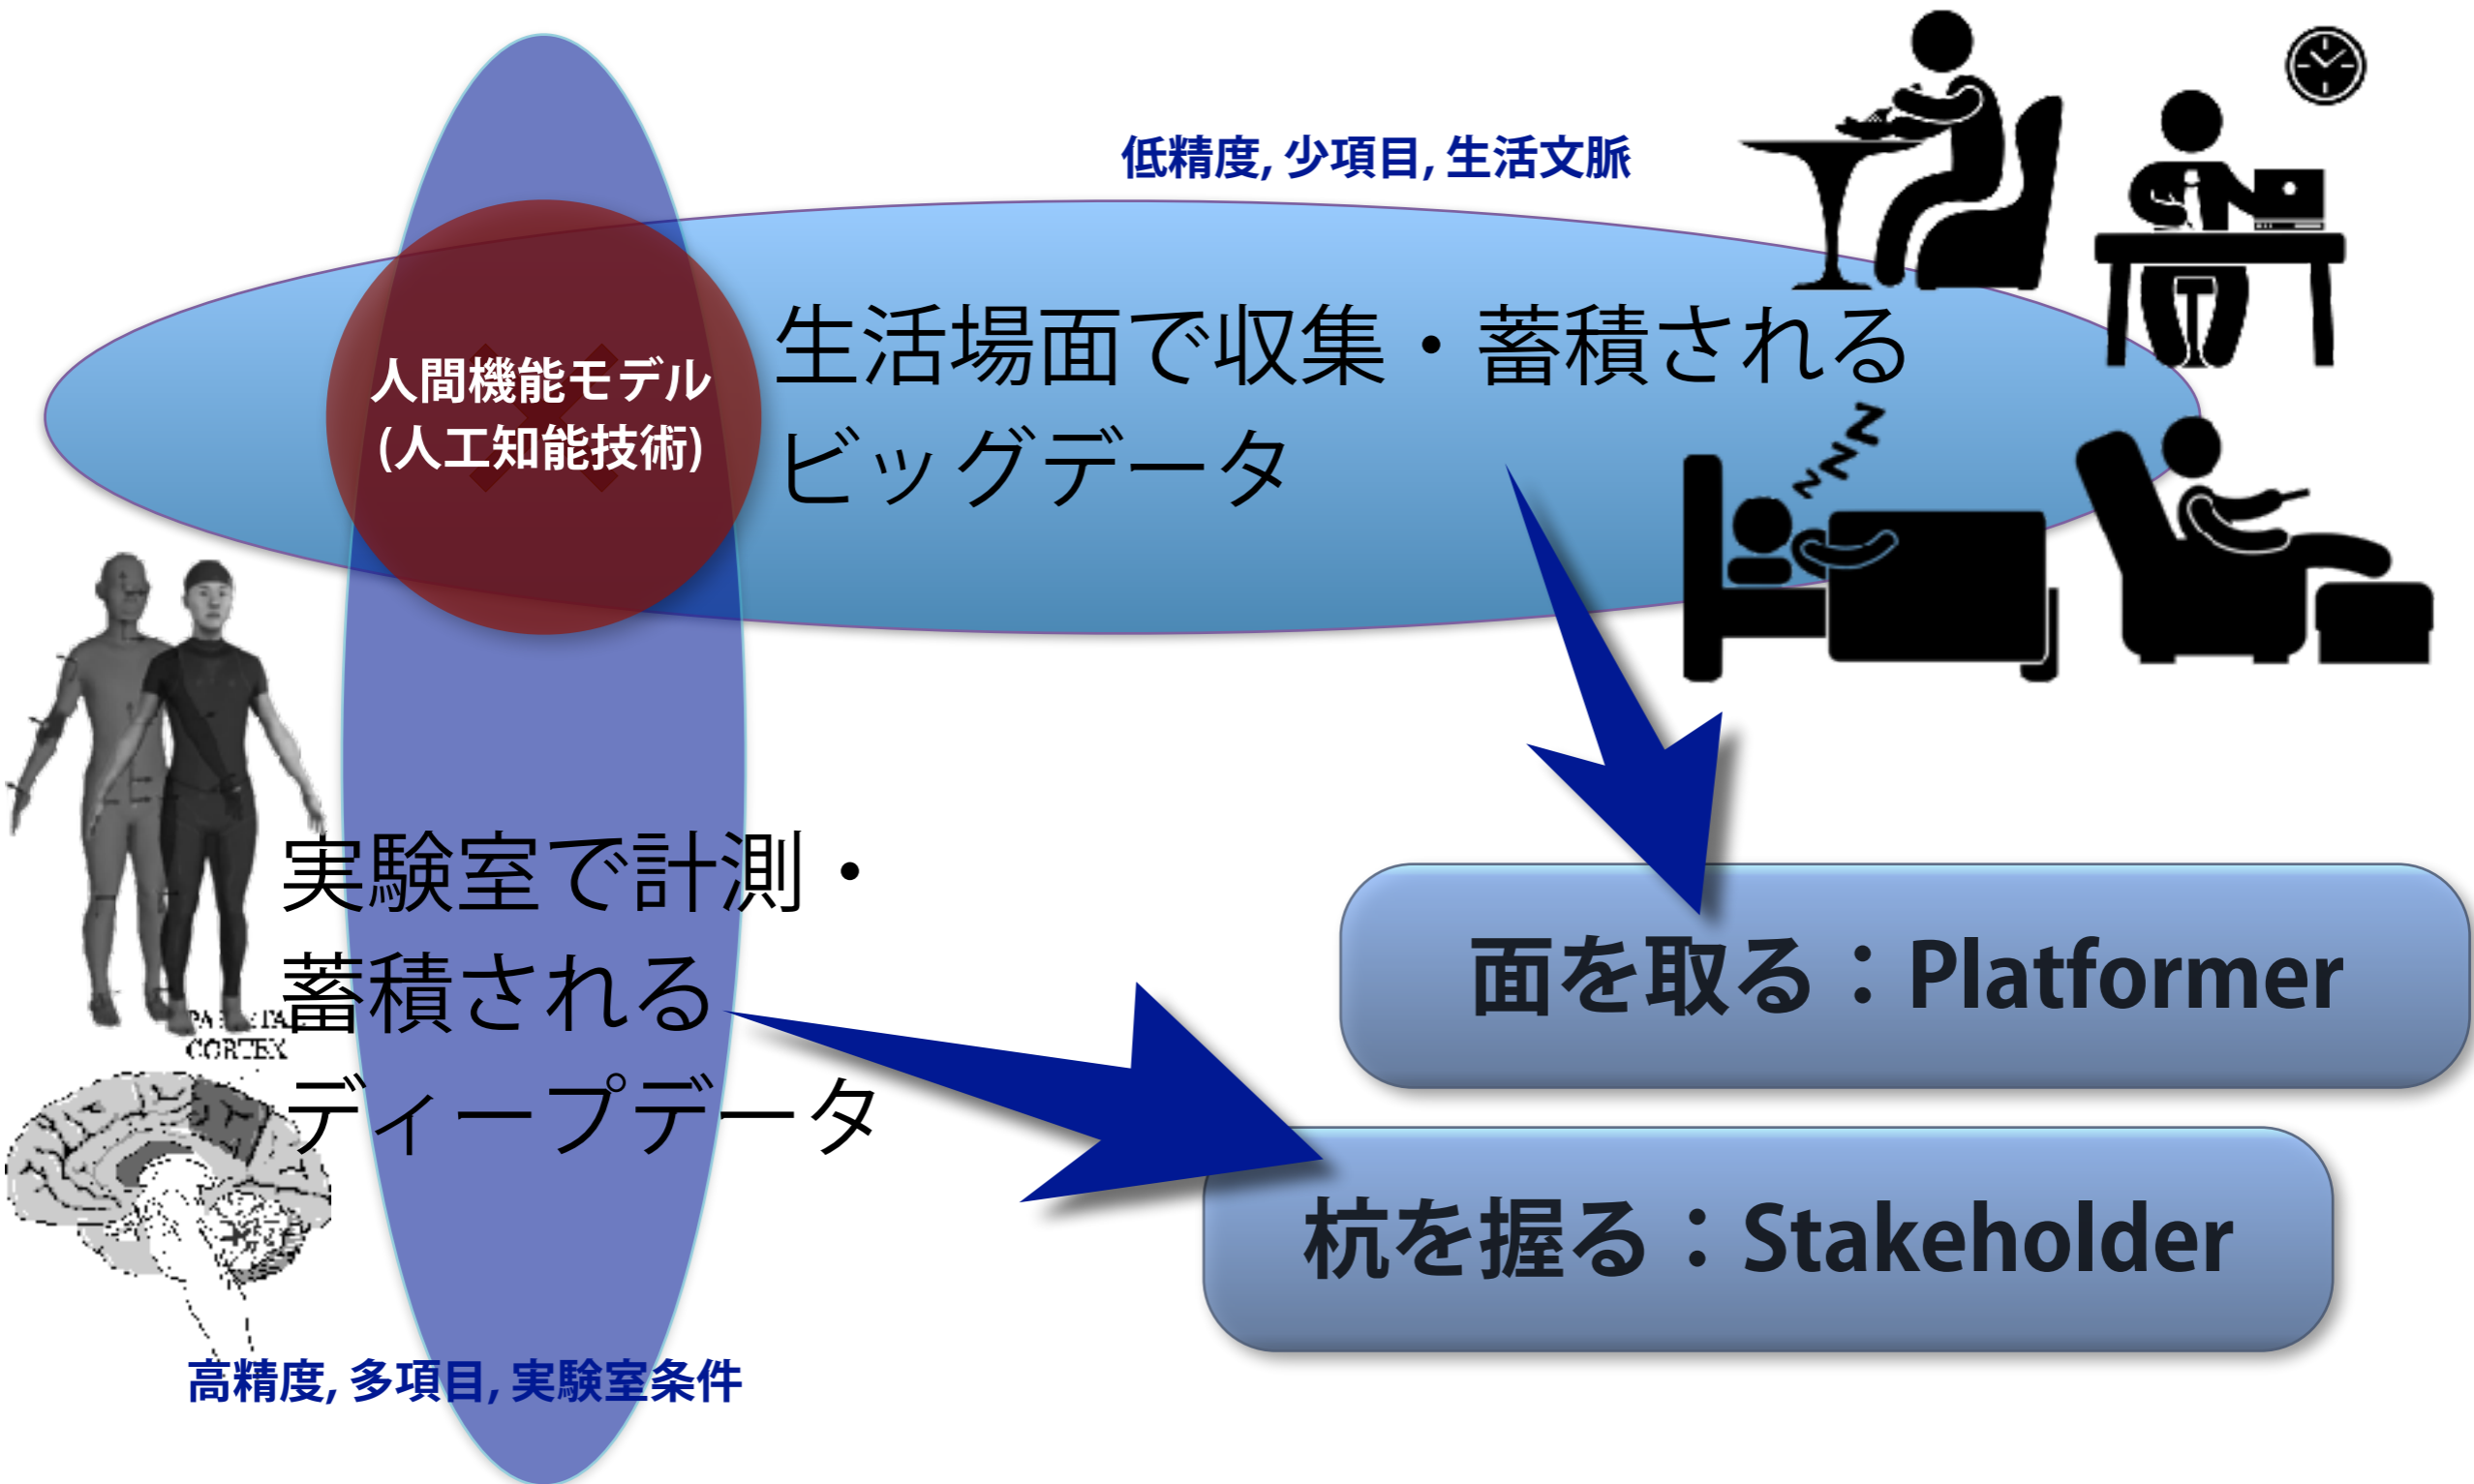 低精度, 少項目, 生活文脈
生活場面で収集・蓄積される
ビッグデータ
人間機能モデル
(人工知能技術)
実験室で計測・
蓄積される
ディープデータ
CORTEX
高精度, 多項目, 実験室条件
面を取る：Platformer
杭を握る：Stakeholder